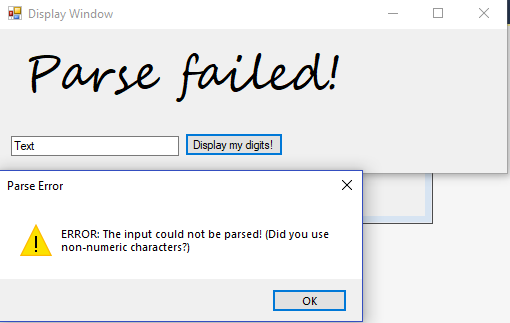 Display Window
Parse failed!
Text
Display my digits!
Parse Error
ERROR: The input could not be parsed! (Did you use
non-numeric characters?)
OK